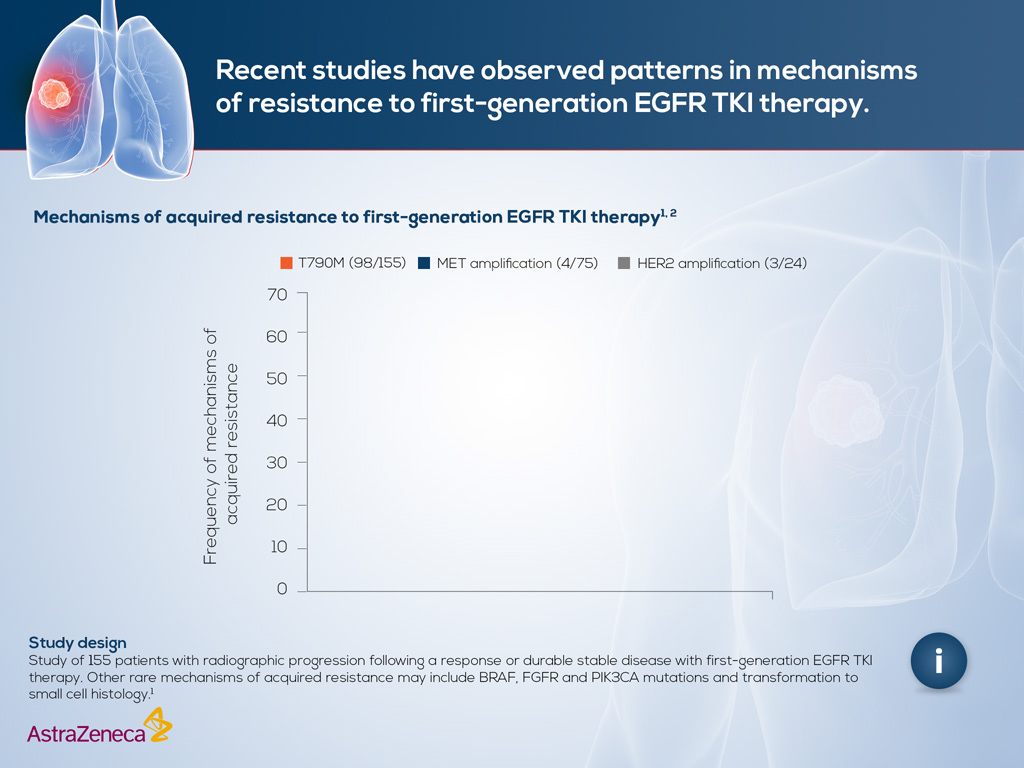 Recent studies have observed patterns in mechanisms
of resistance to first-generation EGFR TKI therapy.
Mechanisms of acquired resistance to first-generation EGFR TKI therapy1, 2
T790M (98/155) MET amplification (4/75) HER2 amplification (3/24)
Frequency of mechanisms of
acquired resistance
70
60
50
40
30
20
10
0
Study design
Study of 155 patients with radiographic progression following a response or durable stable disease with first-generation EGFR TKI
therapy. Other rare mechanisms of acquired resistance may include BRAF, FGFR and PIK3CA mutations and transformation to
small cell histology.1
i
AstraZeneca